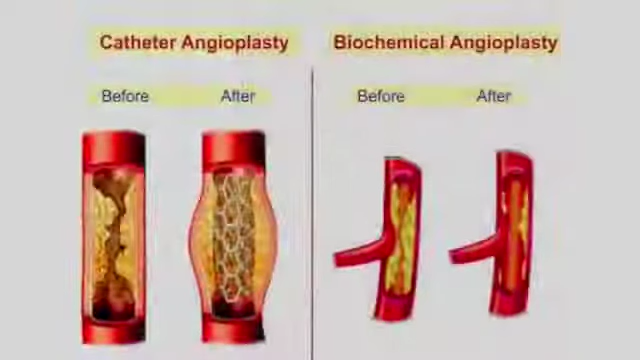 Catheter Angioplasty
Biochemical Angioplasty
Before
After
Before
After